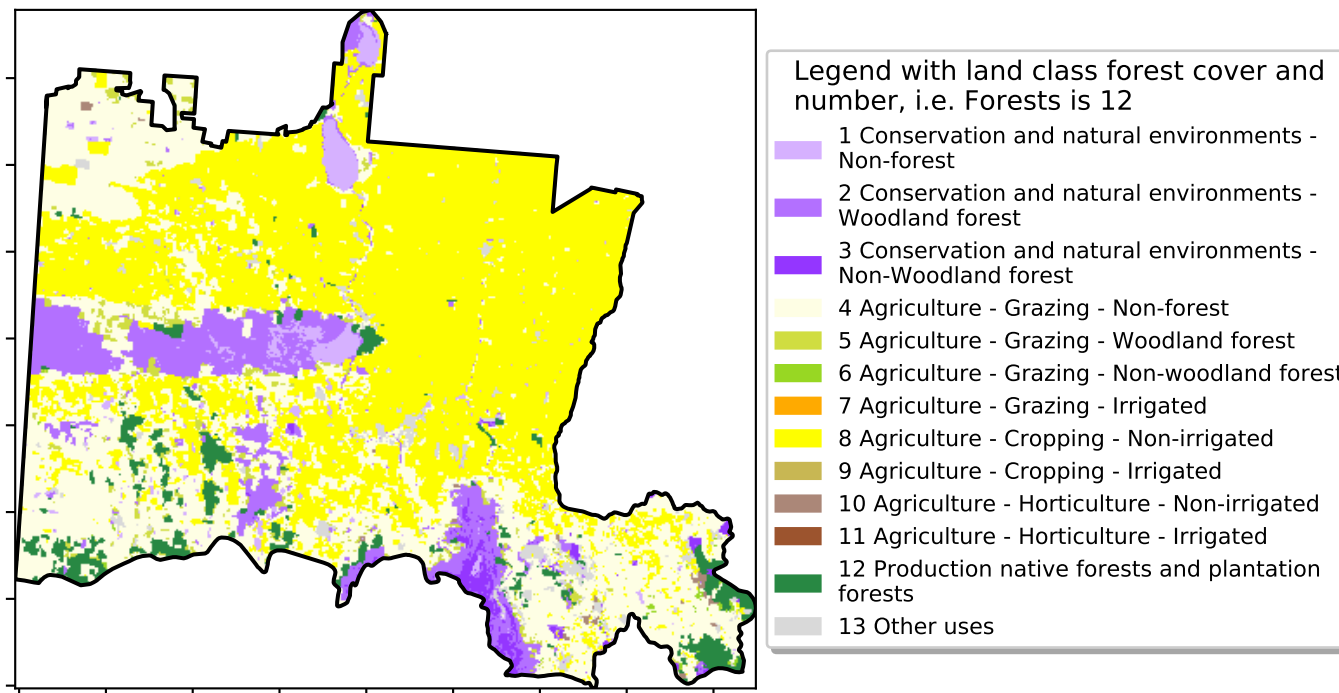 Legend with land class forest cover and
number, i.e. Forests is 12
1 Conservation and natural environments -
Non-forest
2 Conservation and natural environments -
Woodland forest
3 Conservation and natural environments -
Non-Woodland forest
4 Agriculture - Grazing - Non-forest
5 Agriculture - Grazing - Woodland forest
6 Agriculture - Grazing - Non-woodland forest
7 Agriculture - Grazing - Irrigated
8 Agriculture - Cropping - Non-irrigated
9 Agriculture - Cropping - Irrigated
10 Agriculture - Horticulture - Non-irrigated
11 Agriculture - Horticulture - Irrigated
12 Production native forests and plantation
forests
13 Other uses